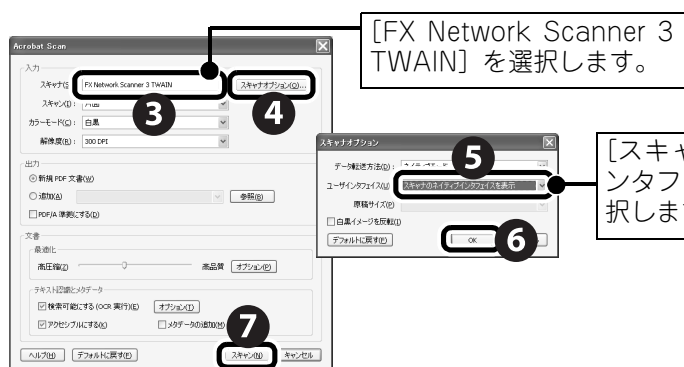 [FX Network Scanner 3
TWAIN] を選択します。
Acrobat Scan
入力
スキャナ(S
FX Network Scanner 3 TWAIN
スキャナオプション(O)...
スキャン(I) :
3
4
カラーモード(C) :
白黒
解像度(R) :
300 DPI
出力
新規 PDF 文書(W)
追加(A)
参照(B)
PDF/A 準拠にする(D)
文書
最適化
高圧縮(Z)
高品質
オプション(P)
テキスト認識とメタデータ
検索可能にする (OCR 実行)(E)
オプション(T)
アクセシブルにする(K)
メタデータの追加(M)
7
ヘルプ(H)
デフォルトに戻す(F)
スキャン(N)
キャンセル
スキャナオプション
データ転送方法(D) :
5
ユーザインタフェイス(U)
スキャナのネイティブインタフェイスを表示
原稿サイズ(P)
白黒イメージを反転(I)
デフォルトに戻す(F)
OK
6
[スキャ
ンタフ
択しま